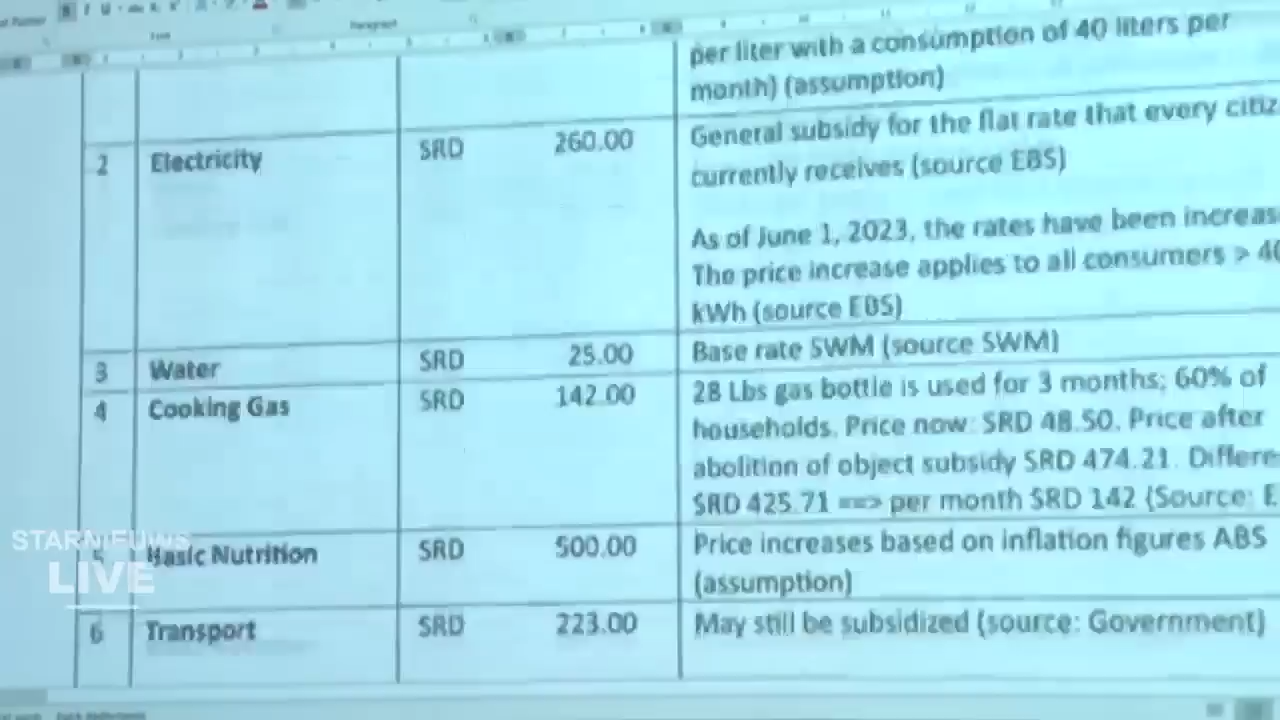 per liter with a consumption of 40 liters per
month) (assumption)
2 Electricity SRD 260.00 General subsidy for the flat rate that every citiz
currently receives (source EBS)
As of June 1, 2023, the rates have been increas
The price increase applies to all consumers > 40
kWh (source EBS)
3 Water SRD 25.00 Base rate SWM (source SWM)
4 Cooking Gas SRD 142.00 28 Lbs gas bottle is used for 3 months; 60% of
households. Price now: SRD 48.50. Price after
abolition of object subsidy SRD 474.21. Differe
SRD 425.71 ==> per month SRD 142 (Source: E
5 Basic Nutrition SRD 500.00 Price increases based on inflation figures ABS
(assumption)
6 Transport SRD 223.00 May still be subsidized (source: Government)
STARNIEUWS
LIVE